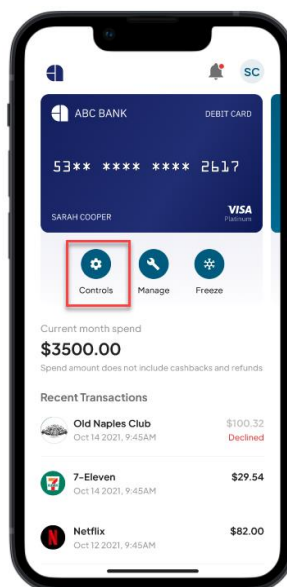 SC
ABC BANK DEBIT CARD
53** **** **** 2617
SARAH COOPER VISA
Platinum
Controls Manage Freeze
Current month spend
$3500.00
Spend amount does not include cashbacks and refunds
Recent Transactions
Old Naples Club $100.32
Oct 14 2021, 9:45AM Declined
7-Eleven $29.54
Oct 14 2021, 9:45AM
Netflix $82.00
Oct 12 2021, 9:45AM